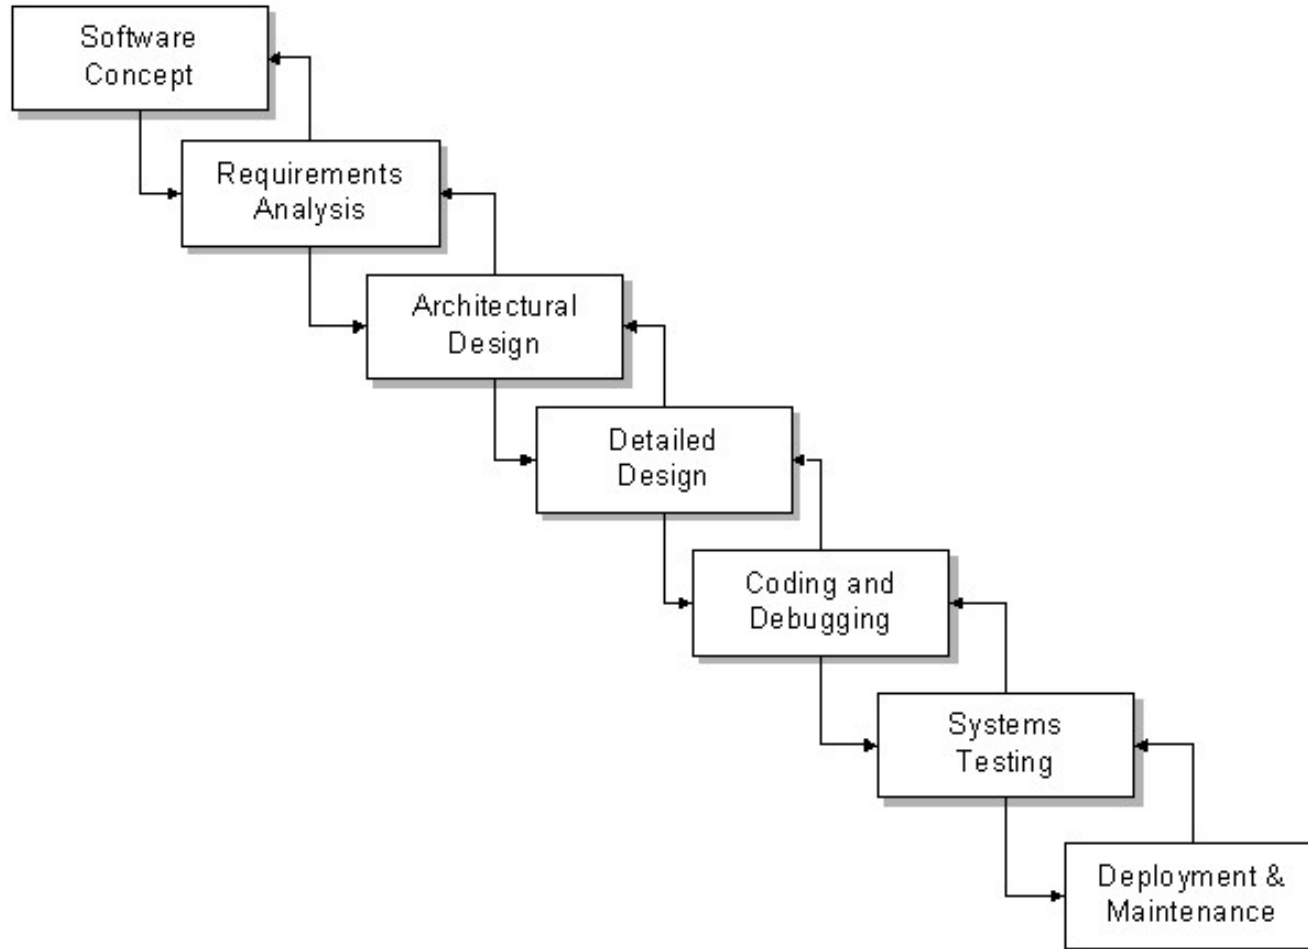 Software
Concept
Requirements
Analysis
Architectural
Design
Detailed
Design
Coding and
Debugging
Systems
Testing
Deployment &
Maintenance